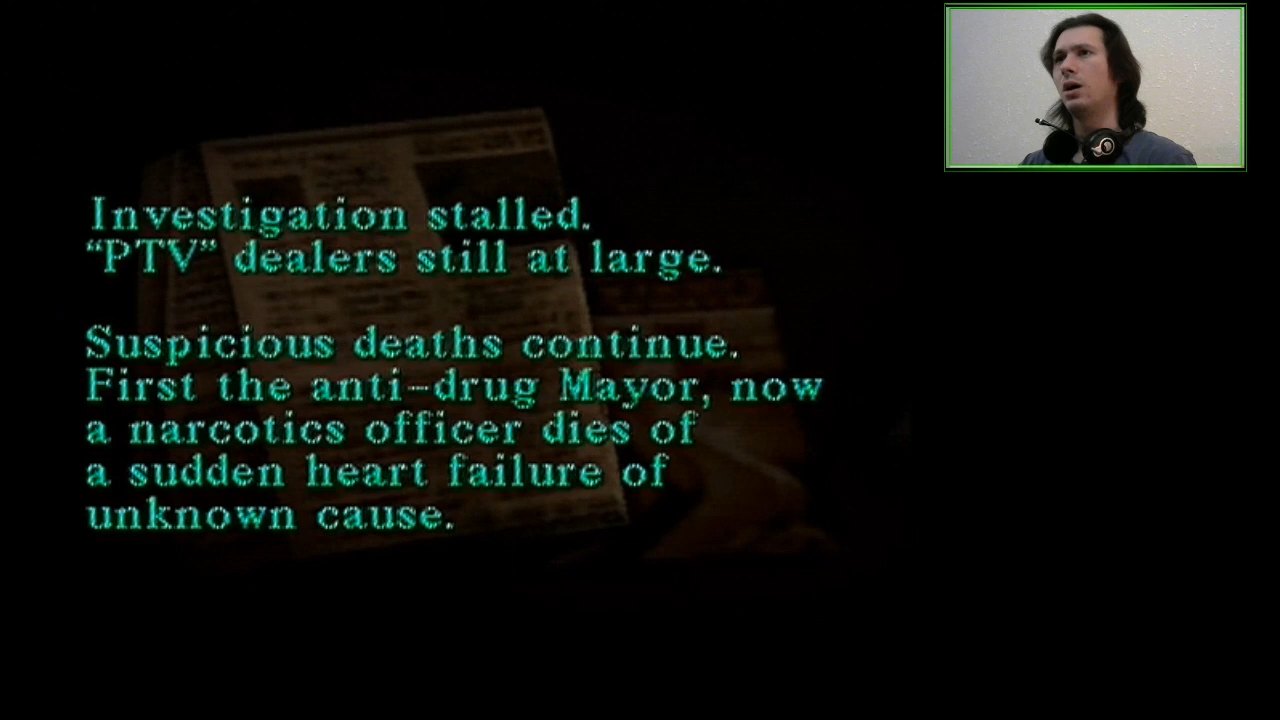 Investigation stalled.
“PTV” dealers still at large.
Suspicious deaths continue.
First the anti-drug Mayor, now
a narcotics officer dies of
a sudden heart failure of
unknown cause.